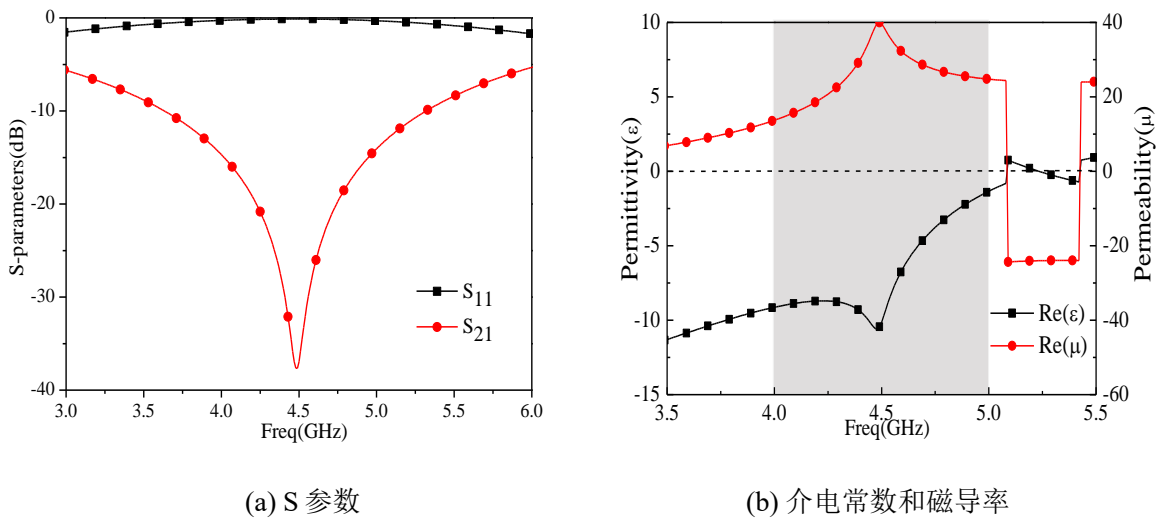 S-parameters(dB)
0
-10
-20
-30
-40
3.0 3.5 4.0 4.5 5.0 5.5 6.0
Freq(GHz)
S11
S21
(a) S 参数
Permittivity(ε)
10
5
0
-5
-10
-15
3.5 4.0 4.5 5.0 5.5
Freq(GHz)
40
20
0
-20
-40
-60
Permeability(μ)
Re(ε)
Re(μ)
(b) 介电常数和磁导率